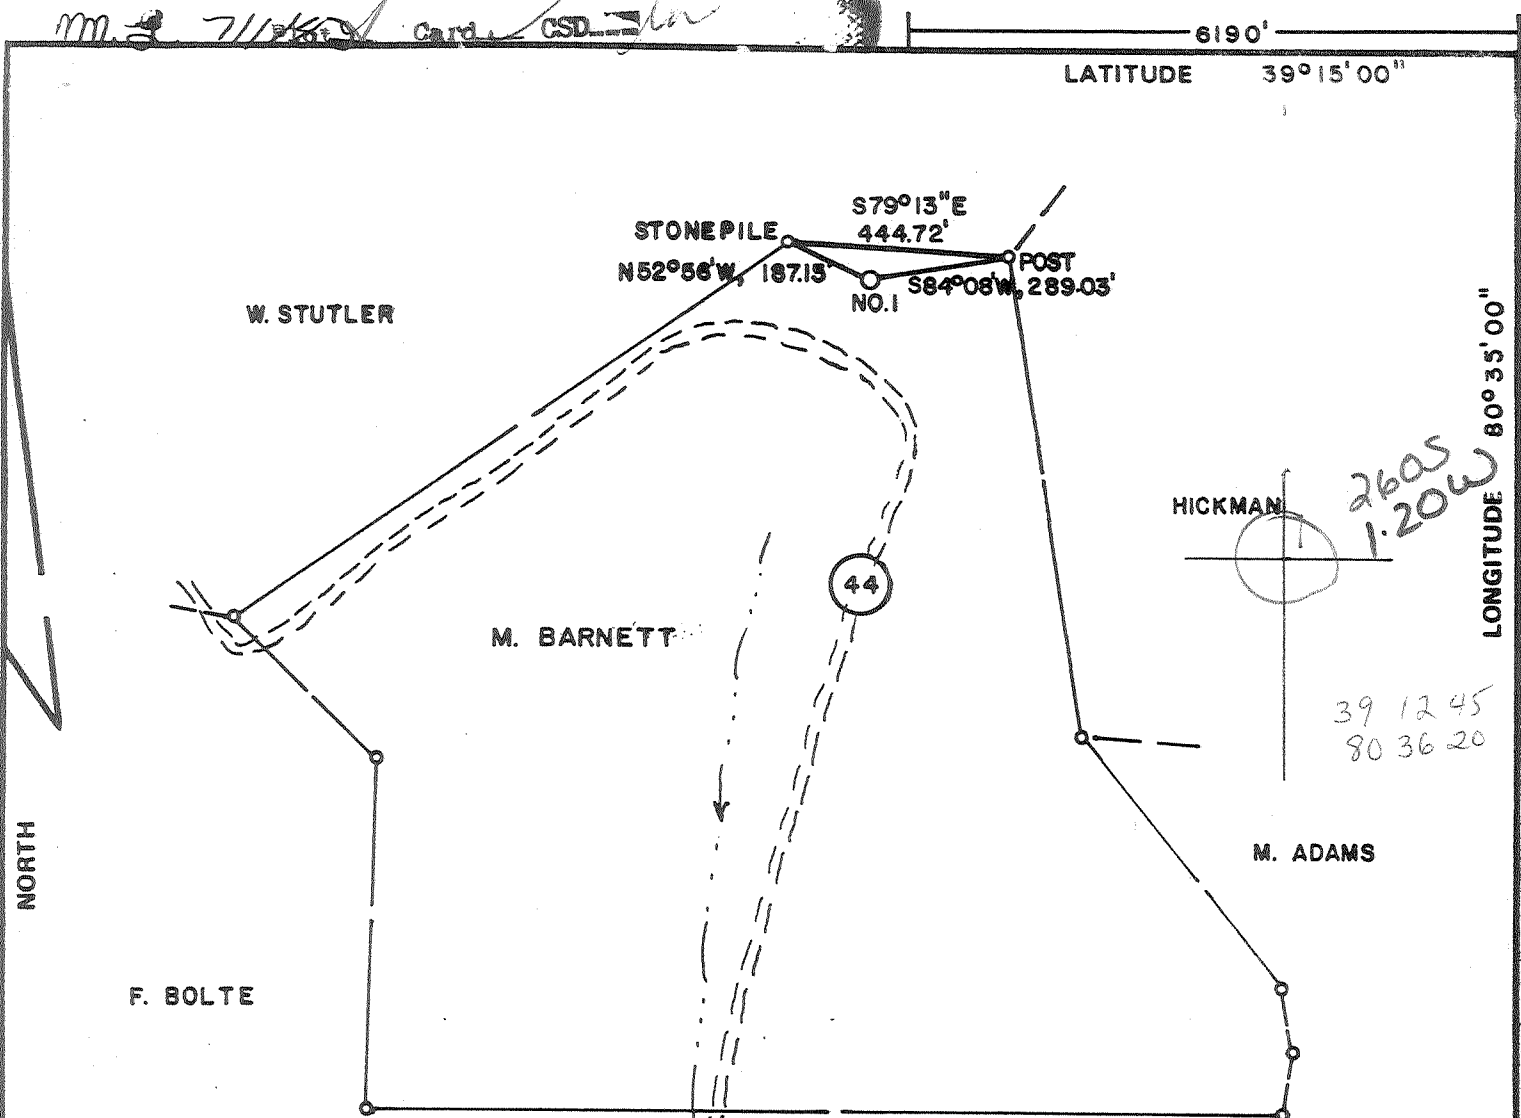 Card CSD
6190'
LATITUDE 39°15'00"
S79°13"E
444.72'
STONEPILE
POST
N52°56'W, 187.15'
S84°08'W, 289.03'
NO.1
W. STUTLER
LONGITUDE 80°35'00"
HICKMAN
2605
1.20W
44
M. BARNETT
39 12 45
80 36 20
NORTH
M. ADAMS
F. BOLTE